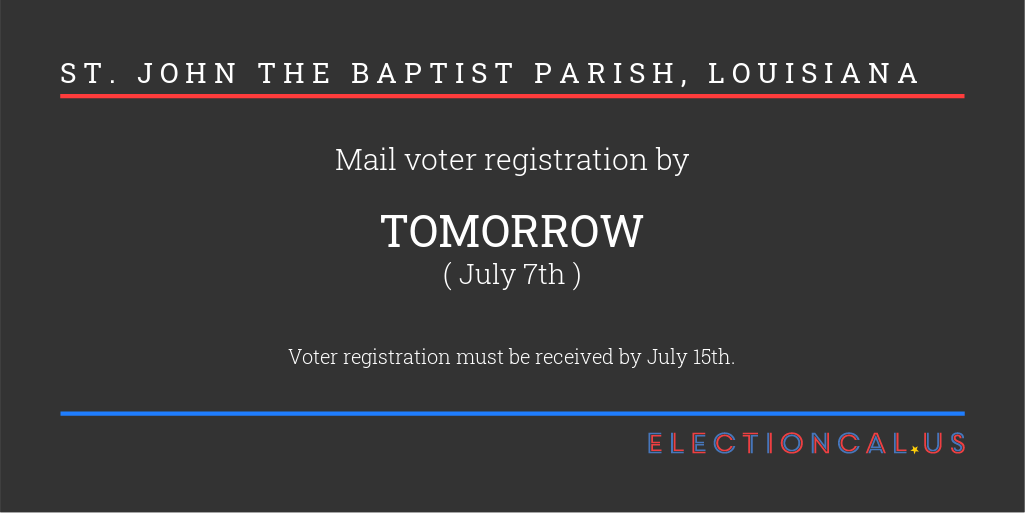 ST. JOHN THE BAPTIST PARISH, LOUISIANA
Mail voter registration by
TOMORROW
( July 7th )
Voter registration must be received by July 15th.
ELECTIONCAL.US